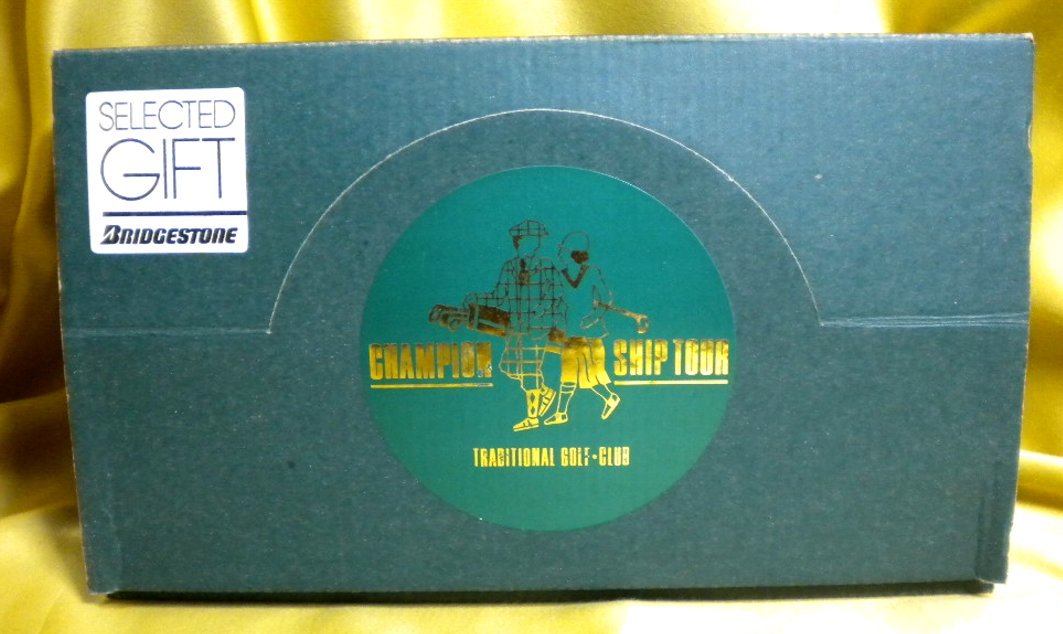 SELECTED
GIFT
BRIDGESTONE
CHAMPION SHIP TOUR
TRADITIONAL GOLF•CLUB